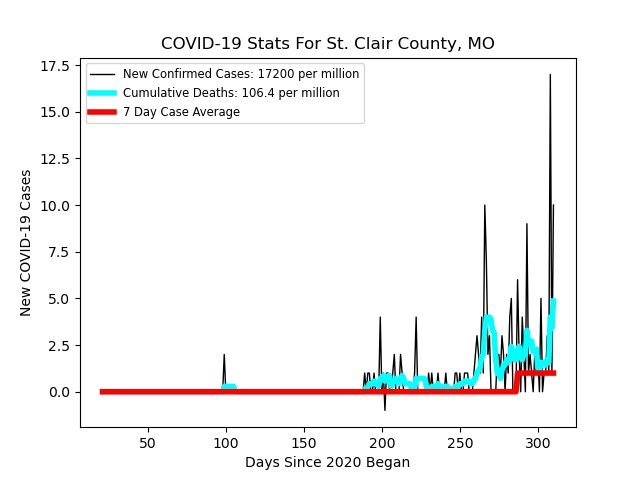 COVID-19 Stats For St. Clair County, MO
New Confirmed Cases: 17200 per million
Cumulative Deaths: 106.4 per million
7 Day Case Average
17.5
15.0
12.5
10.0
7.5
5.0
2.5
0.0
New COVID-19 Cases
50 100 150 200 250 300
Days Since 2020 Began